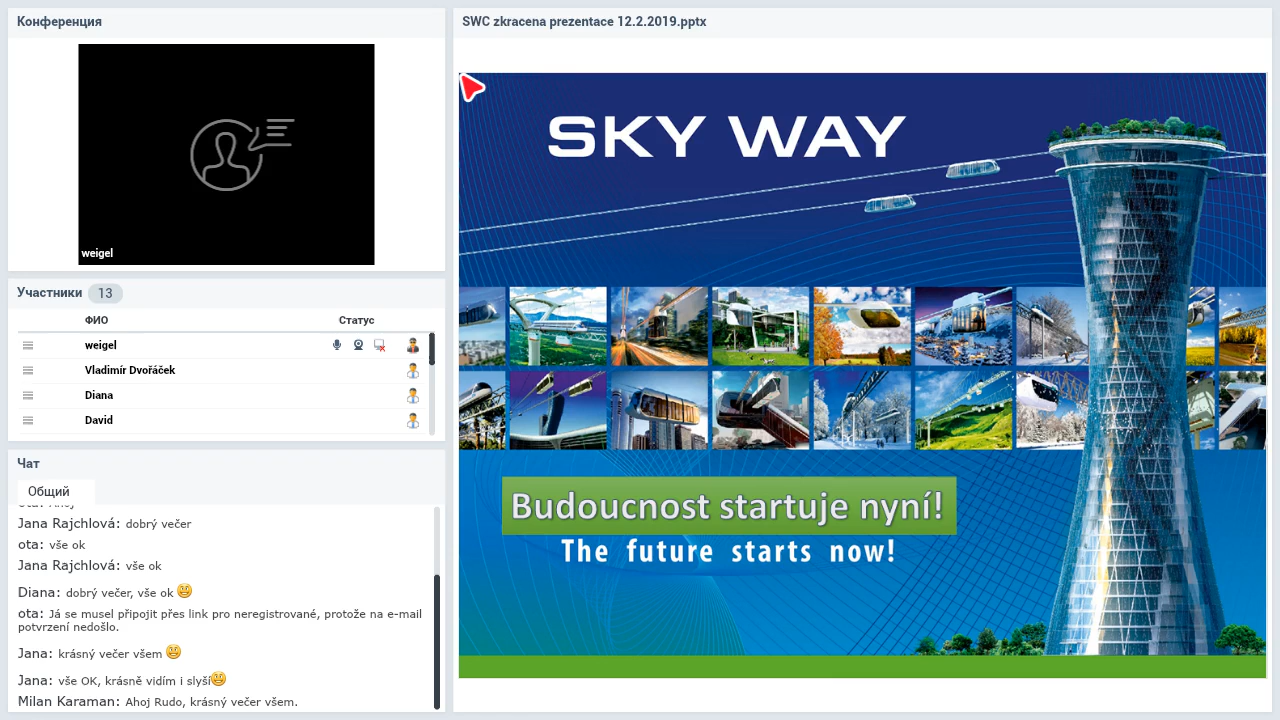 Конференция
weigel
Участники 13
ФИО Статус
weigel
Vladimír Dvořáček
Diana
David
Чат
Общий
Jana Rajchlová: dobrý večer
ota: vše ok
Jana Rajchlová: vše ok
Diana: dobrý večer, vše ok
ota: Já se musel připojit přes link pro neregistrované, protože na e-mail
potvrzení nedošlo.
Jana: krásný večer všem
Jana: vše OK, krásně vidím i slyší
Milan Karaman: Ahoj Rudo, krásný večer všem.
SWC zkracena prezentace 12.2.2019.pptx
SKY WAY
Budoucnost startuje nyní!
The future starts now!